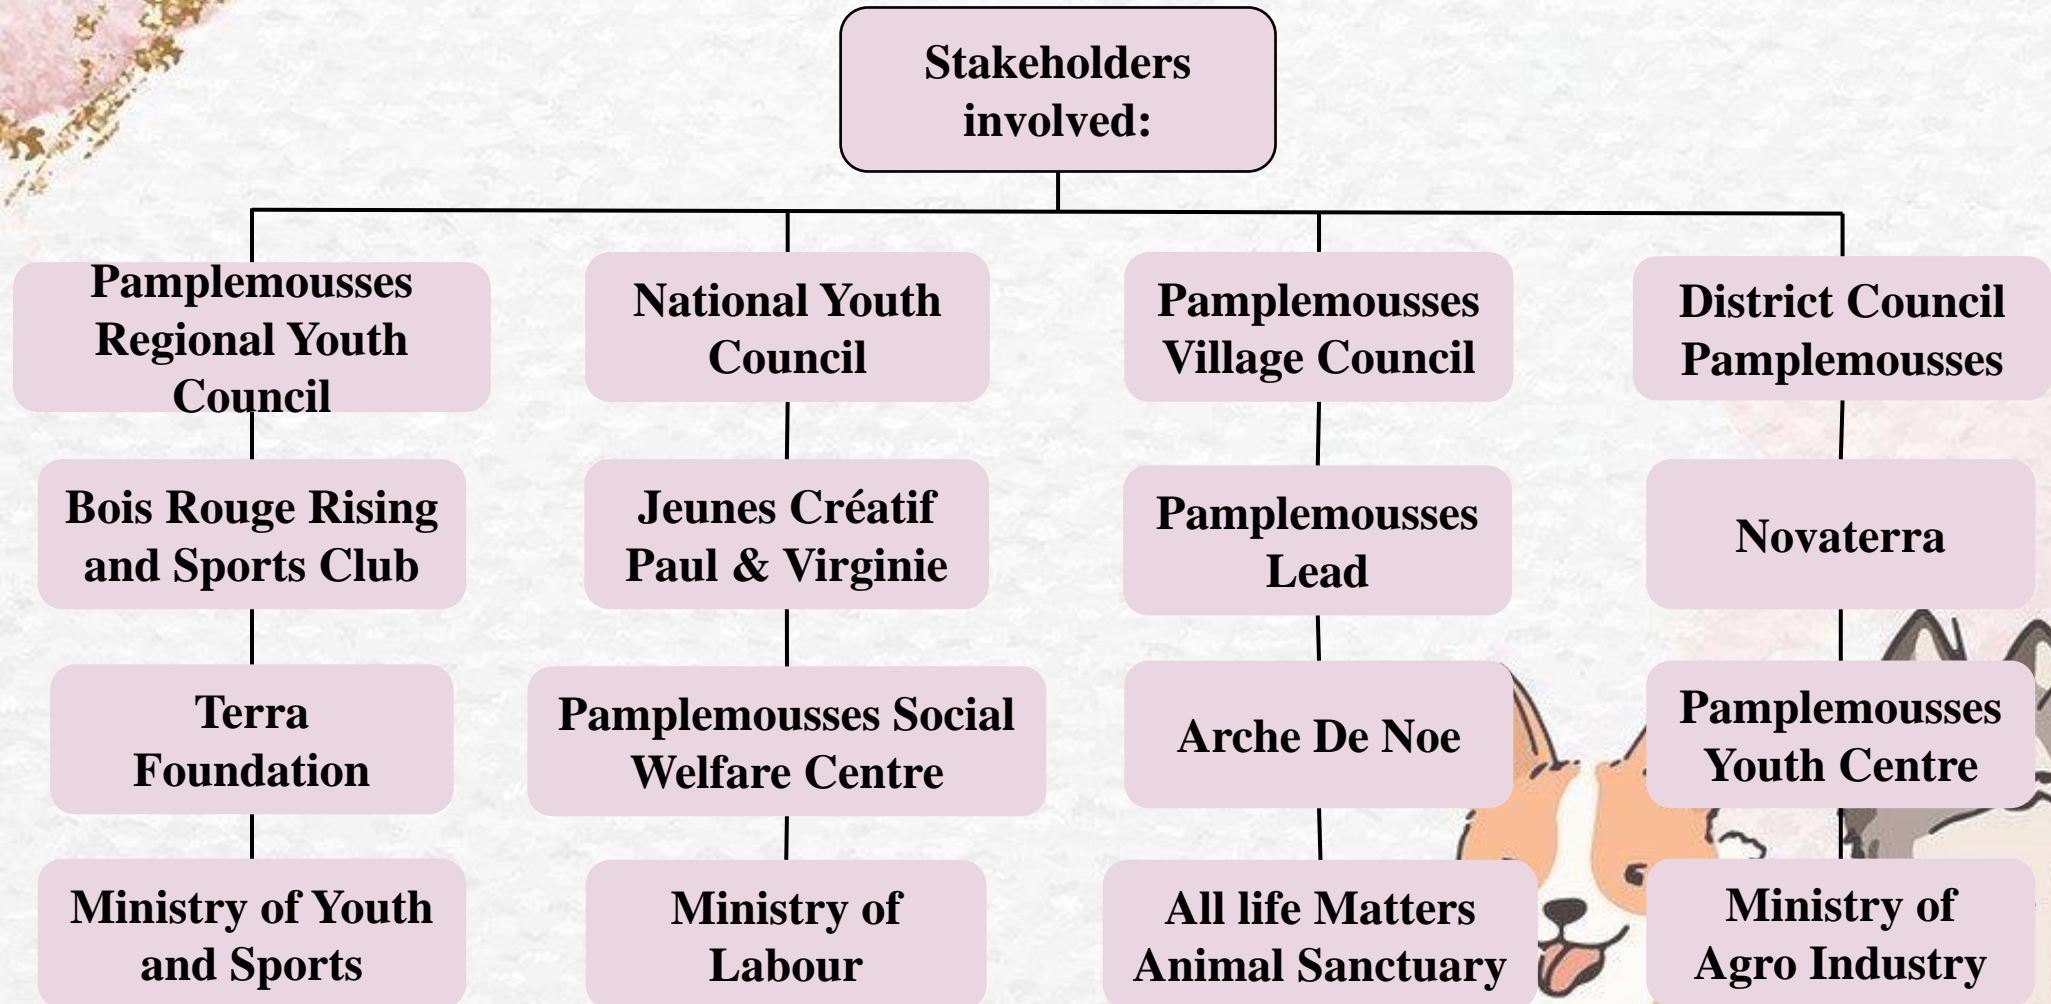 Stakeholders
involved:
Pamplemousses
Regional Youth
Council
National Youth
Council
Pamplemousses
Village Council
District Council
Pamplemousses
Bois Rouge Rising
and Sports Club
Jeunes Créatif
Paul & Virginie
Pamplemousses
Lead
Novaterra
Terra
Foundation
Pamplemousses Social
Welfare Centre
Arche De Noe
Pamplemousses
Youth Centre
Ministry of Youth
and Sports
Ministry of
Labour
All life Matters
Animal Sanctuary
Ministry of
Agro Industry